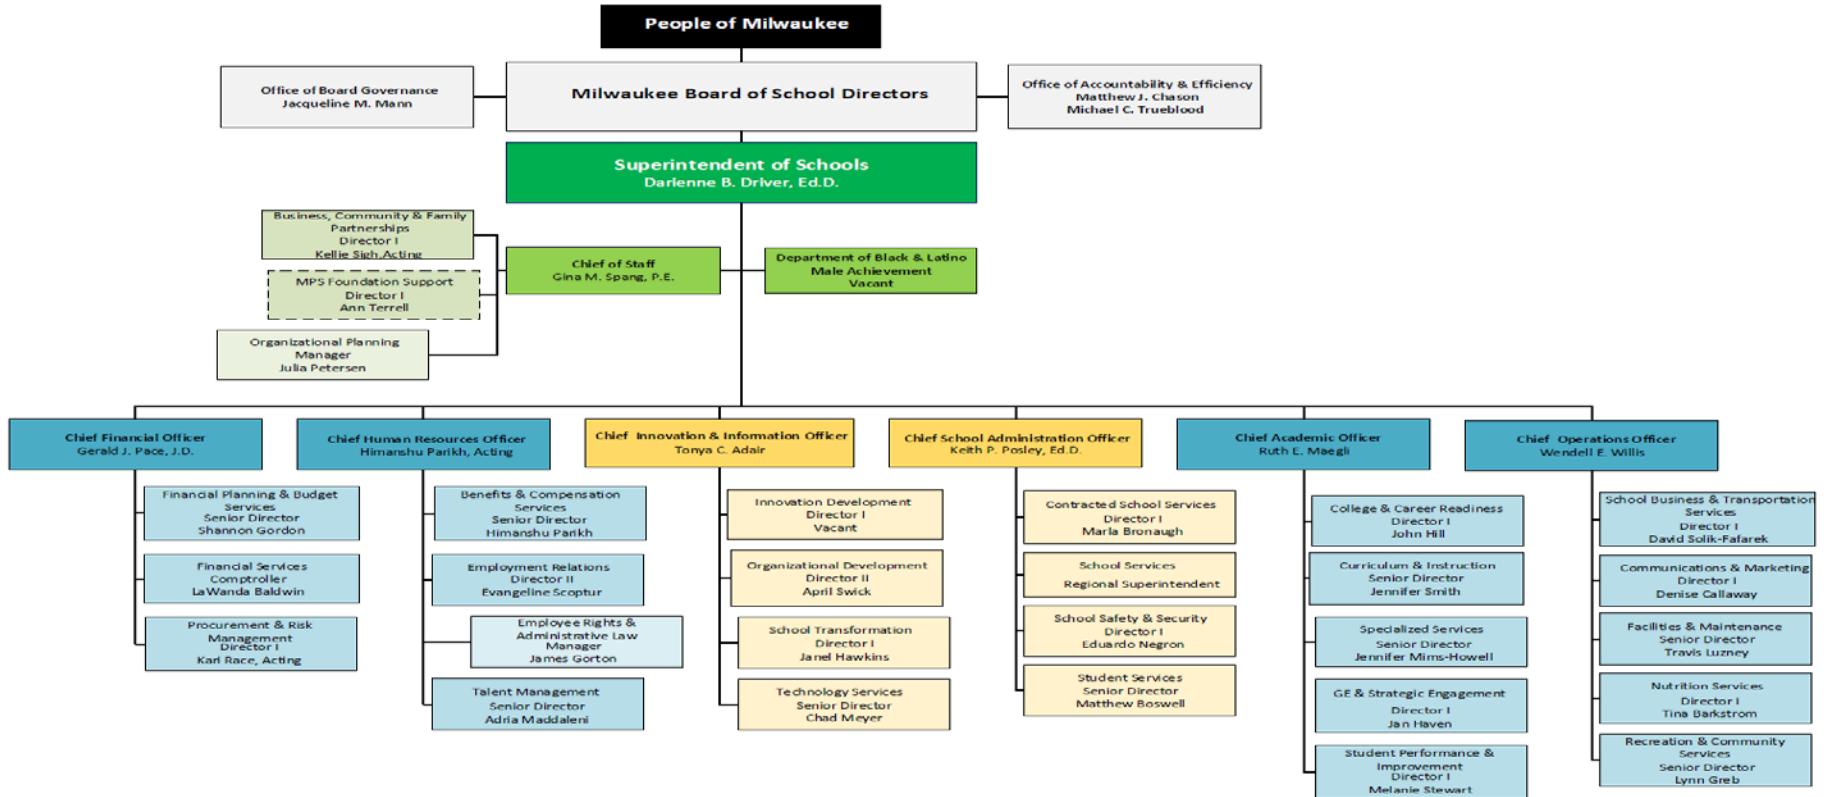 People of Milwaukee
Office of Board Governance
Jacqueline M. Mann
Milwaukee Board of School Directors
Office of Accountability & Efficiency
Matthew J. Chason
Michael C. Trueblood
Superintendent of Schools
Darienne B. Driver, Ed.D.
Business, Community & Family
Partnerships
Director I
Kellie Sigh,Acting
MPS Foundation Support
Director I
Ann Terrell
Organizational Planning
Manager
Julia Petersen
Chief of Staff
Gina M. Spang, P.E.
Department of Black & Latino
Male Achievement
Vacant
Chief Financial Officer
Gerald J. Pace, J.D.
Financial Planning & Budget
Services
Senior Director
Shannon Gordon
Financial Services
Comptroller
LaWanda Baldwin
Procurement & Risk
Management
Director I
Kari Race, Acting
Chief Human Resources Officer
Himanshu Parikh, Acting
Benefits & Compensation
Services
Senior Director
Himanshu Parikh
Employment Relations
Director II
Evangeline Scoptur
Employee Rights &
Administrative Law
Manager
James Gorton
Talent Management
Senior Director
Adria Maddaleni
Chief Innovation & Information Officer
Tonya C. Adair
Innovation Development
Director I
Vacant
Organizational Development
Director II
April Swick
School Transformation
Director I
Janel Hawkins
Technology Services
Senior Director
Chad Meyer
Chief School Administration Officer
Keith P. Posley, Ed.D.
Contracted School Services
Director I
Marla Bronaugh
School Services
Regional Superintendent
School Safety & Security
Director I
Eduardo Negron
Student Services
Senior Director
Matthew Boswell
Chief Academic Officer
Ruth E. Maegli
College & Career Readiness
Director I
John Hill
Curriculum & Instruction
Senior Director
Jennifer Smith
Specialized Services
Senior Director
Jennifer Mims-Howell
GE & Strategic Engagement
Director I
Jan Haven
Student Performance &
Improvement
Director I
Melanie Stewart
Chief Operations Officer
Wendell E. Willis
School Business & Transportation
Services
Director I
David Solik-Fafarek
Communications & Marketing
Director I
Denise Callaway
Facilities & Maintenance
Senior Director
Travis Luzney
Nutrition Services
Director I
Tina Barkstrom
Recreation & Community
Services
Senior Director
Lynn Greb